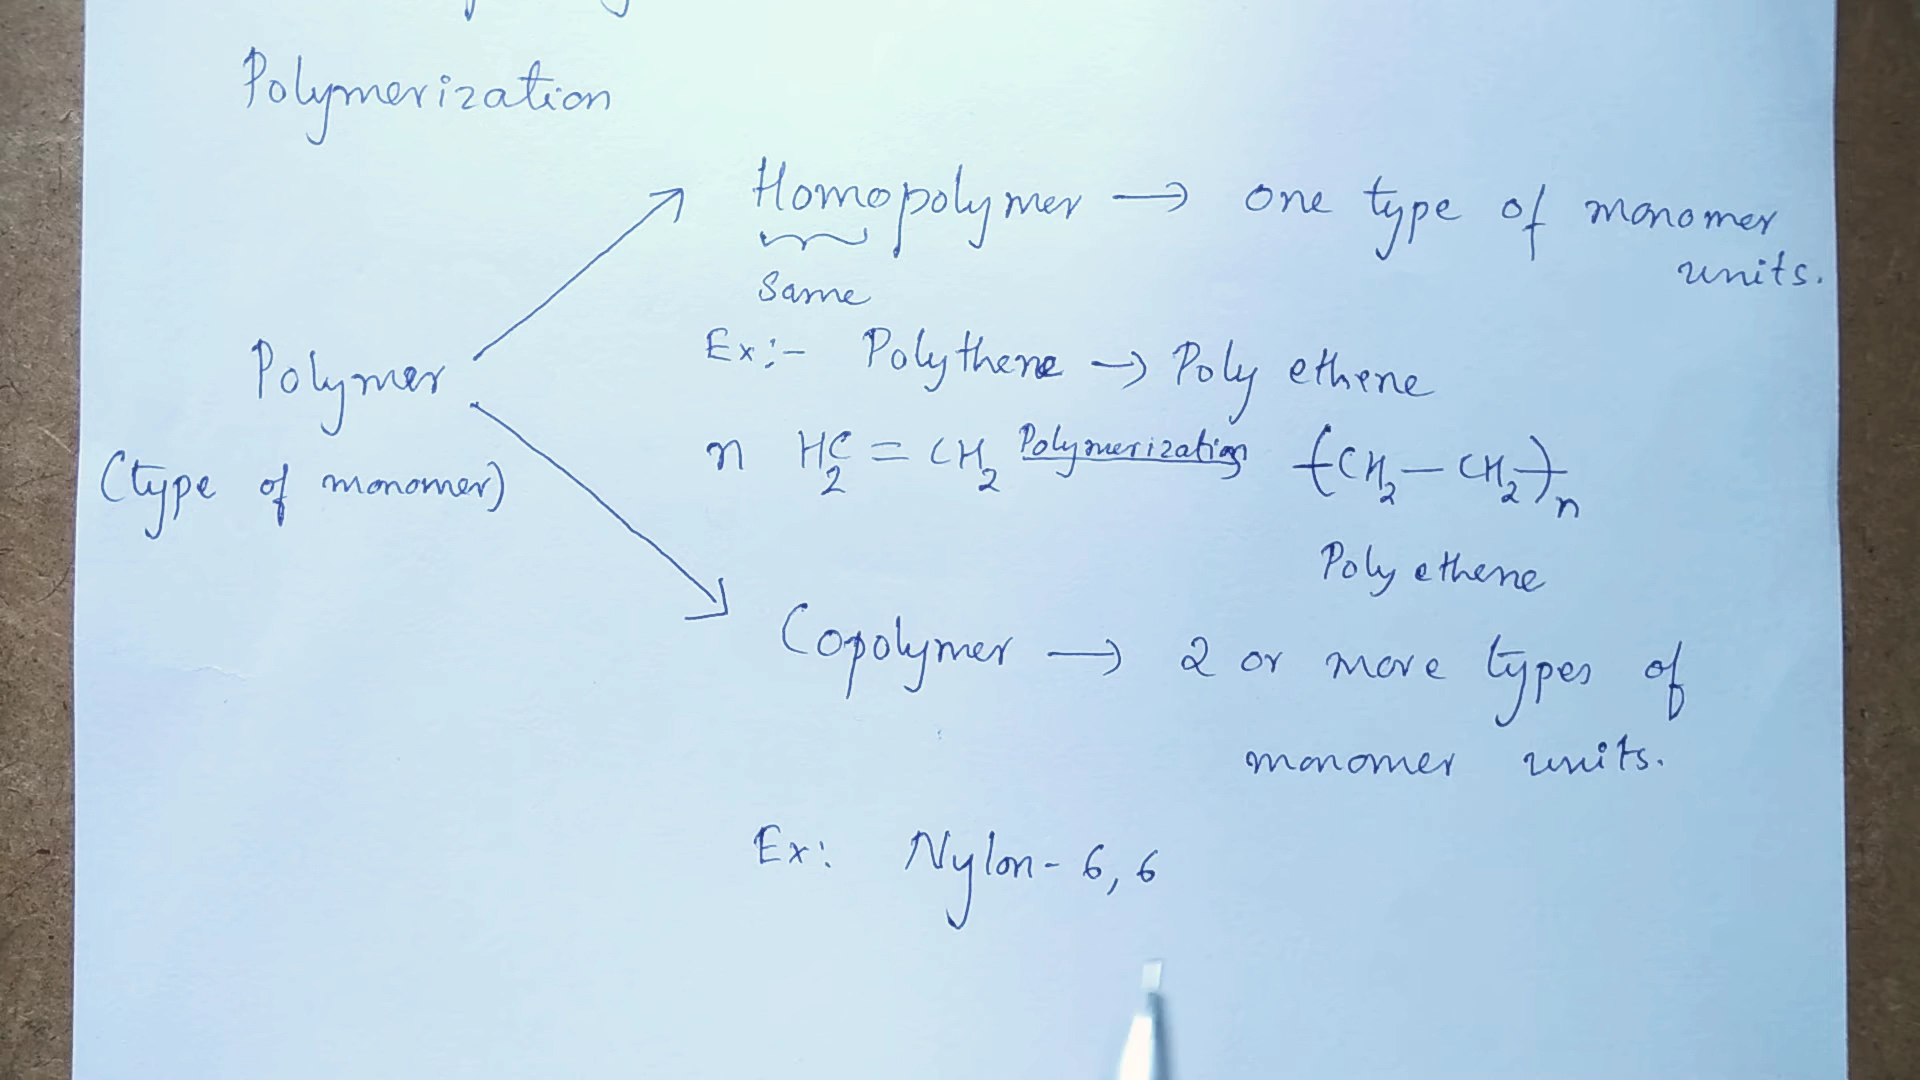 Polymerization
Homopolymer → one type of monomer
units.
Same
Ex:- Polythene → Poly ethene
Polymer
(type of monomer)
n H₂C = CH₂ Polymerization -(CH₂-CH₂)-n
Poly ethene
Copolymer → 2 or more types of
monomer units.
Ex: Nylon-6,6